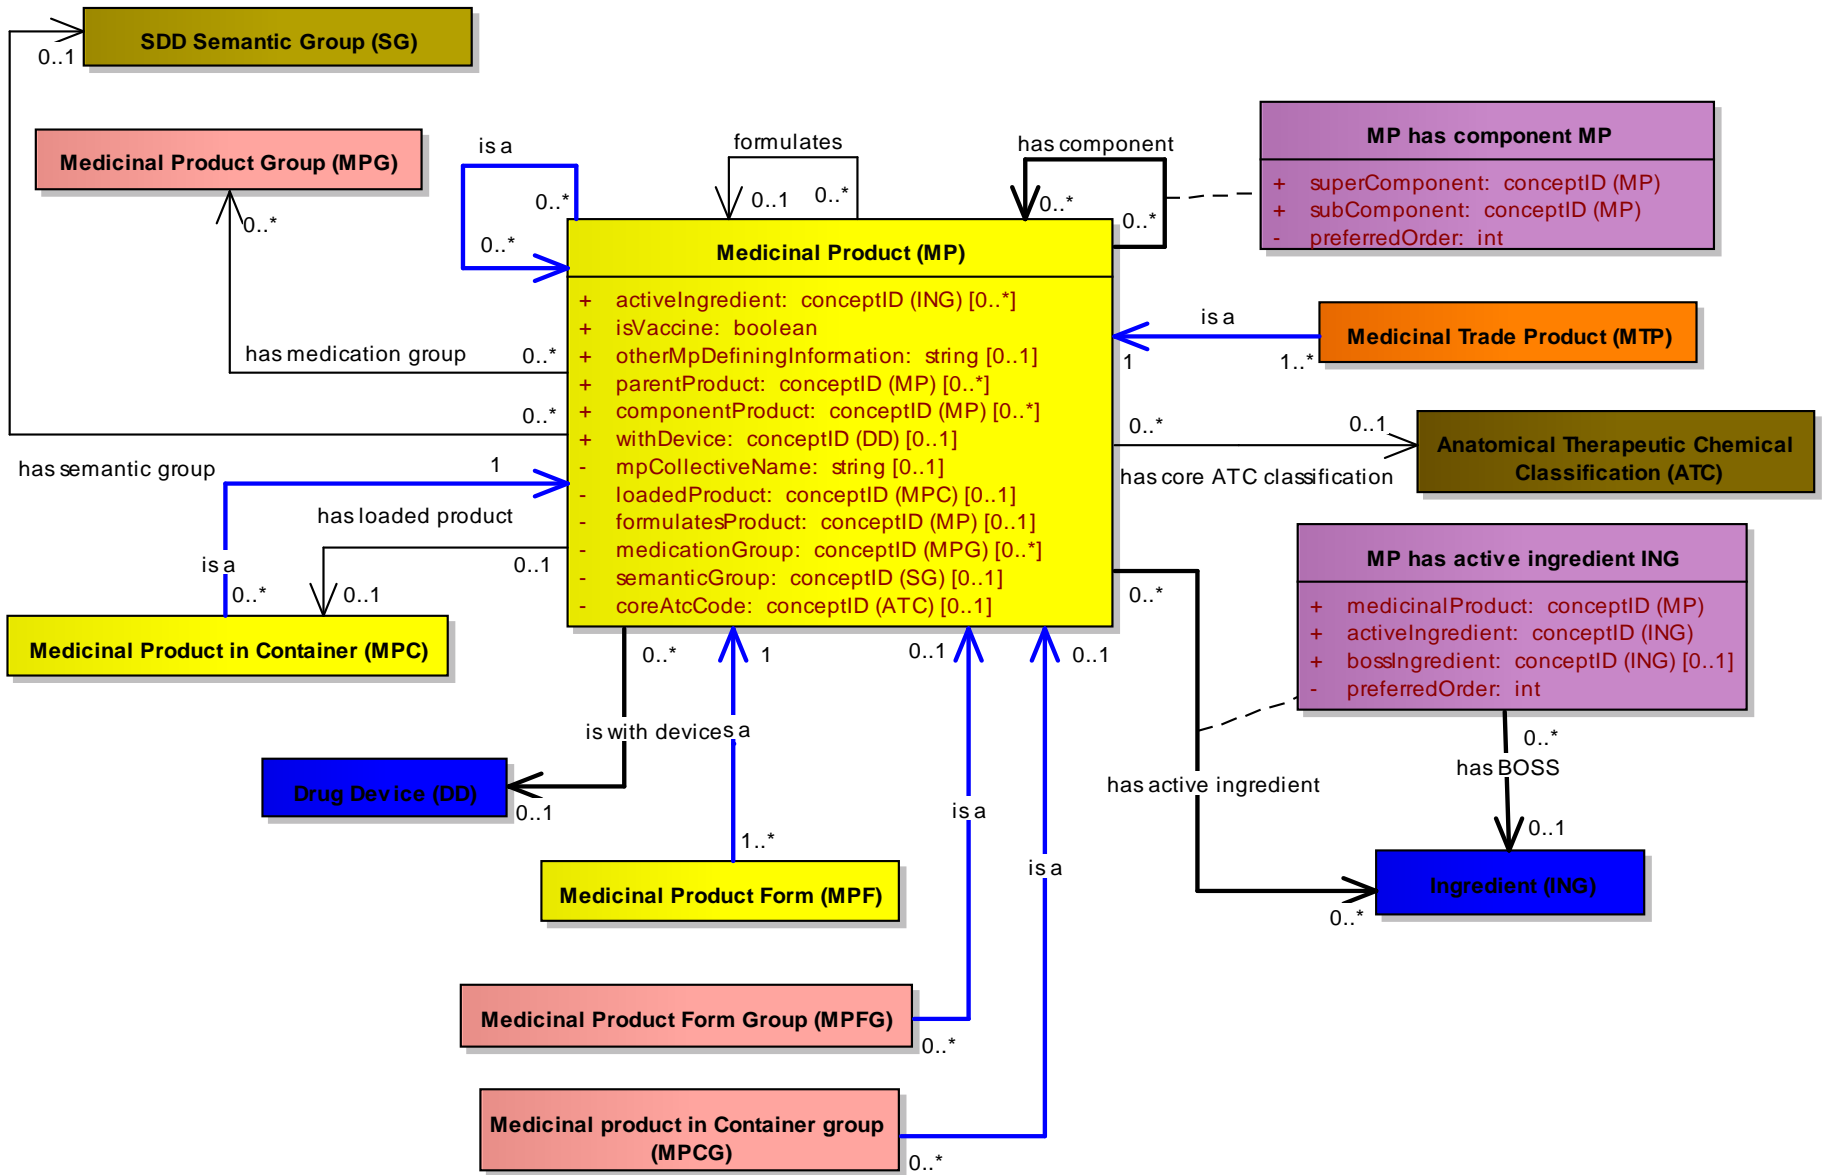 SDD Semantic Group (SG)
0..1
Medicinal Product Group (MPG)
0..*
is a
0..*
0..*
formulates
0..1
0..*
has component
0..*
0..*
MP has component MP
+ superComponent: conceptID (MP)
+ subComponent: conceptID (MP)
- preferredOrder: int
Medicinal Product (MP)
+ activeIngredient: conceptID (ING) [0..*]
+ isVaccine: boolean
+ otherMpDefiningInformation: string [0..1]
+ parentProduct: conceptID (MP) [0..*]
+ componentProduct: conceptID (MP) [0..*]
+ withDevice: conceptID (DD) [0..1]
- mpCollectiveName: string [0..1]
- loadedProduct: conceptID (MPC) [0..1]
- formulatesProduct: conceptID (MP) [0..1]
- medicationGroup: conceptID (MPG) [0..*]
- semanticGroup: conceptID (SG) [0..1]
- coreAtcCode: conceptID (ATC) [0..1]
is a
1
1..*
Medicinal Trade Product (MTP)
has medication group
0..*
0..*
has semantic group
0..*
0..1
has core ATC classification
Anatomical Therapeutic Chemical
Classification (ATC)
1
is a
0..*
has loaded product
0..1
0..1
Medicinal Product in Container (MPC)
MP has active ingredient ING
+ medicinalProduct: conceptID (MP)
+ activeIngredient: conceptID (ING)
+ bossIngredient: conceptID (ING) [0..1]
- preferredOrder: int
0..*
has active ingredient
0..*
0..*
has BOSS
0..1
Ingredient (ING)
0..*
is with device
0..1
Drug Device (DD)
1
s a
1..*
Medicinal Product Form (MPF)
0..1
is a
0..*
Medicinal Product Form Group (MPFG)
0..1
is a
0..*
Medicinal product in Container group
(MPCG)